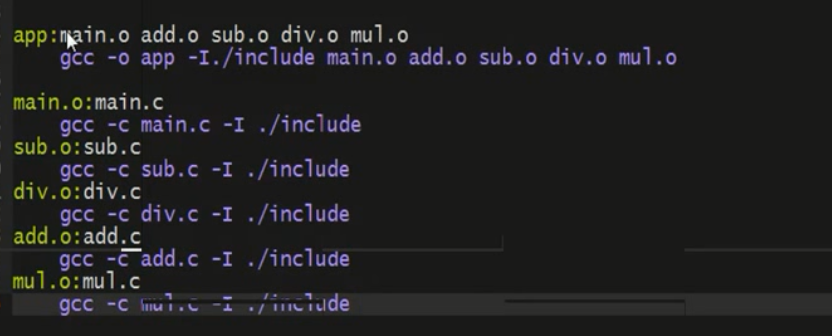 app:main.o add.o sub.o div.o mul.o
    gcc -o app -I./include main.o add.o sub.o div.o mul.o
main.o:main.c
    gcc -c main.c -I ./include
sub.o:sub.c
    gcc -c sub.c -I ./include
div.o:div.c
    gcc -c div.c -I ./include
add.o:add.c
    gcc -c add.c -I ./include
mul.o:mul.c
    gcc -c mul.c -I ./include